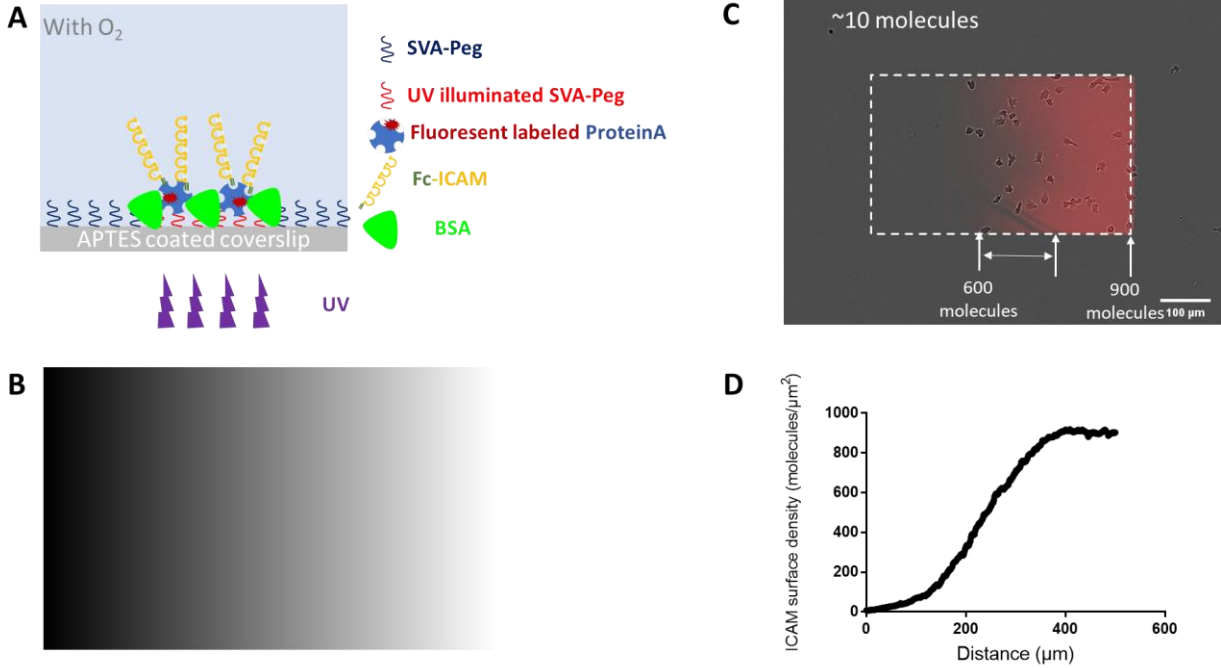 A
With O2
SVA-Peg
UV illuminated SVA-Peg
Fluoresent labeled ProteinA
Fc-ICAM
BSA
APTES coated coverslip
UV
B
C
~10 molecules
600
molecules
900
molecules
100 µm
D
ICAM surface density (molecules/µm²)
1000
800
600
400
200
0
0 200 400 600
Distance (µm)